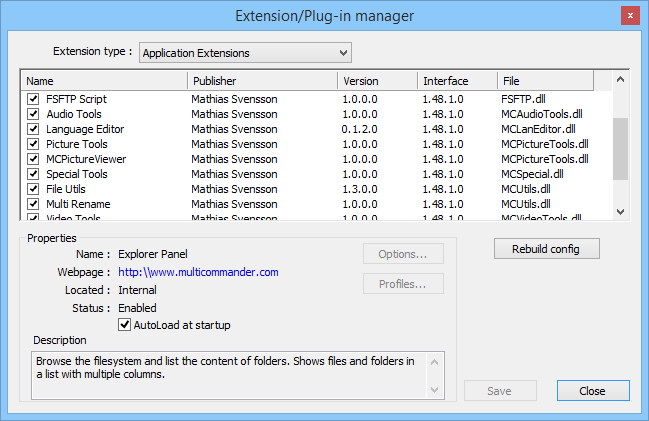 Extension/Plug-in manager
x
Extension type : Application Extensions
Name Publisher Version Interface File
FSFTP Script Mathias Svensson 1.0.0.0 1.48.1.0 FSFTP.dll
Audio Tools Mathias Svensson 1.0.0.0 1.48.1.0 MCAudioTools.dll
Language Editor Mathias Svensson 0.1.2.0 1.48.1.0 MCLanEditor.dll
Picture Tools Mathias Svensson 1.0.0.0 1.48.1.0 MCPictureTools.dll
MCPictureViewer Mathias Svensson 1.0.0.0 1.48.1.0 MCPictureTools.dll
Special Tools Mathias Svensson 1.0.0.0 1.48.1.0 MCSpecial.dll
File Utils Mathias Svensson 1.3.0.0 1.48.1.0 MCUtils.dll
Multi Rename Mathias Svensson 1.0.0.0 1.48.1.0 MCUtils.dll
Video Tools Mathias Svensson 1.0.0.0 1.48.1.0 MCVideoTools.dll
Properties
Name : Explorer Panel
Options...
Rebuild config
Webpage : http:\\www.multicommander.com
Located : Internal
Profiles...
Status : Enabled
AutoLoad at startup
Description
Browse the filesystem and list the content of folders. Shows files and folders in
a list with multiple columns.
Save
Close